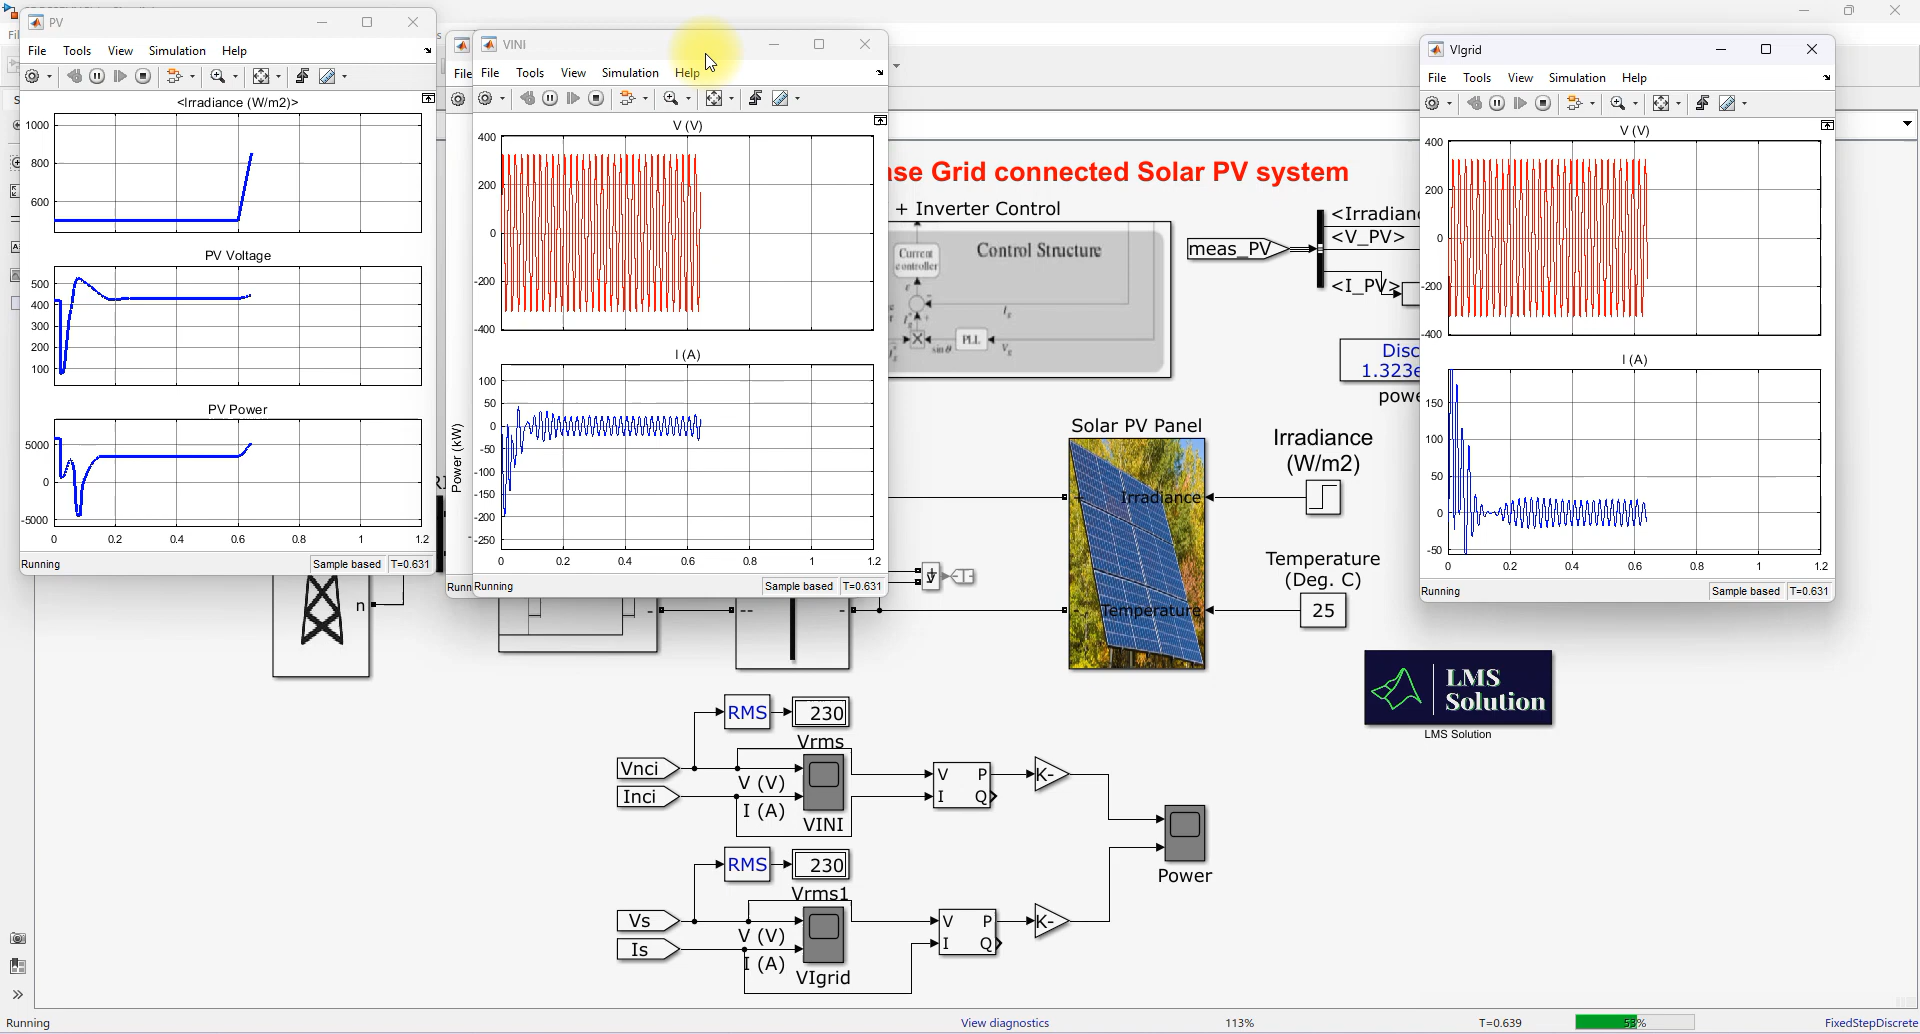 PV
File Tools View Simulation Help
<Irradiance (W/m2)>
1000
800
600
PV Voltage
500
400
300
200
100
PV Power
5000
0
-5000
0 0.2 0.4 0.6 0.8 1 1.2
Running Sample based T=0.631
File
Power (kW)
VINI
File Tools View Simulation Help
V (V)
400
200
0
-200
-400
I (A)
100
50
0
-50
-100
-150
-200
-250
0 0.2 0.4 0.6 0.8 1 1.2
Running Sample based T=0.631
VIgrid
File Tools View Simulation Help
V (V)
400
200
0
-200
-400
I (A)
150
100
50
0
-50
0 0.2 0.4 0.6 0.8 1 1.2
Running Sample based T=0.631
Grid connected Solar PV system
+ Inverter Control
Control Structure
Current
controller
PLL
sin θ
Vg
Ig
meas_PV
<V_PV>
<I_PV>
1.323e
Solar PV Panel
Irradiance
Temperature
Irradiance
(W/m2)
Temperature
(Deg. C)
25
n
LMS
Solution
LMS Solution
RMS 230
Vrms
Vnci
Inci
V (V)
I (A)
VINI
V P
I Q
K-
RMS 230
Vrms1
Vs
Is
V (V)
I (A)
VIgrid
V P
I Q
K-
Power
Running View diagnostics 113% T=0.639 53% FixedStepDiscrete